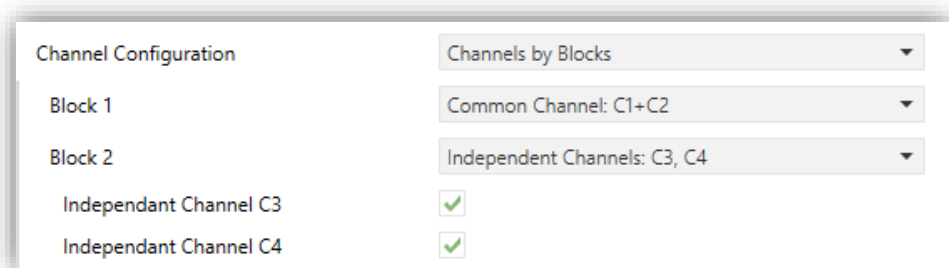 Channel Configuration Channels by Blocks
Block 1 Common Channel: C1+C2
Block 2 Independent Channels: C3, C4
Independant Channel C3
Independant Channel C4